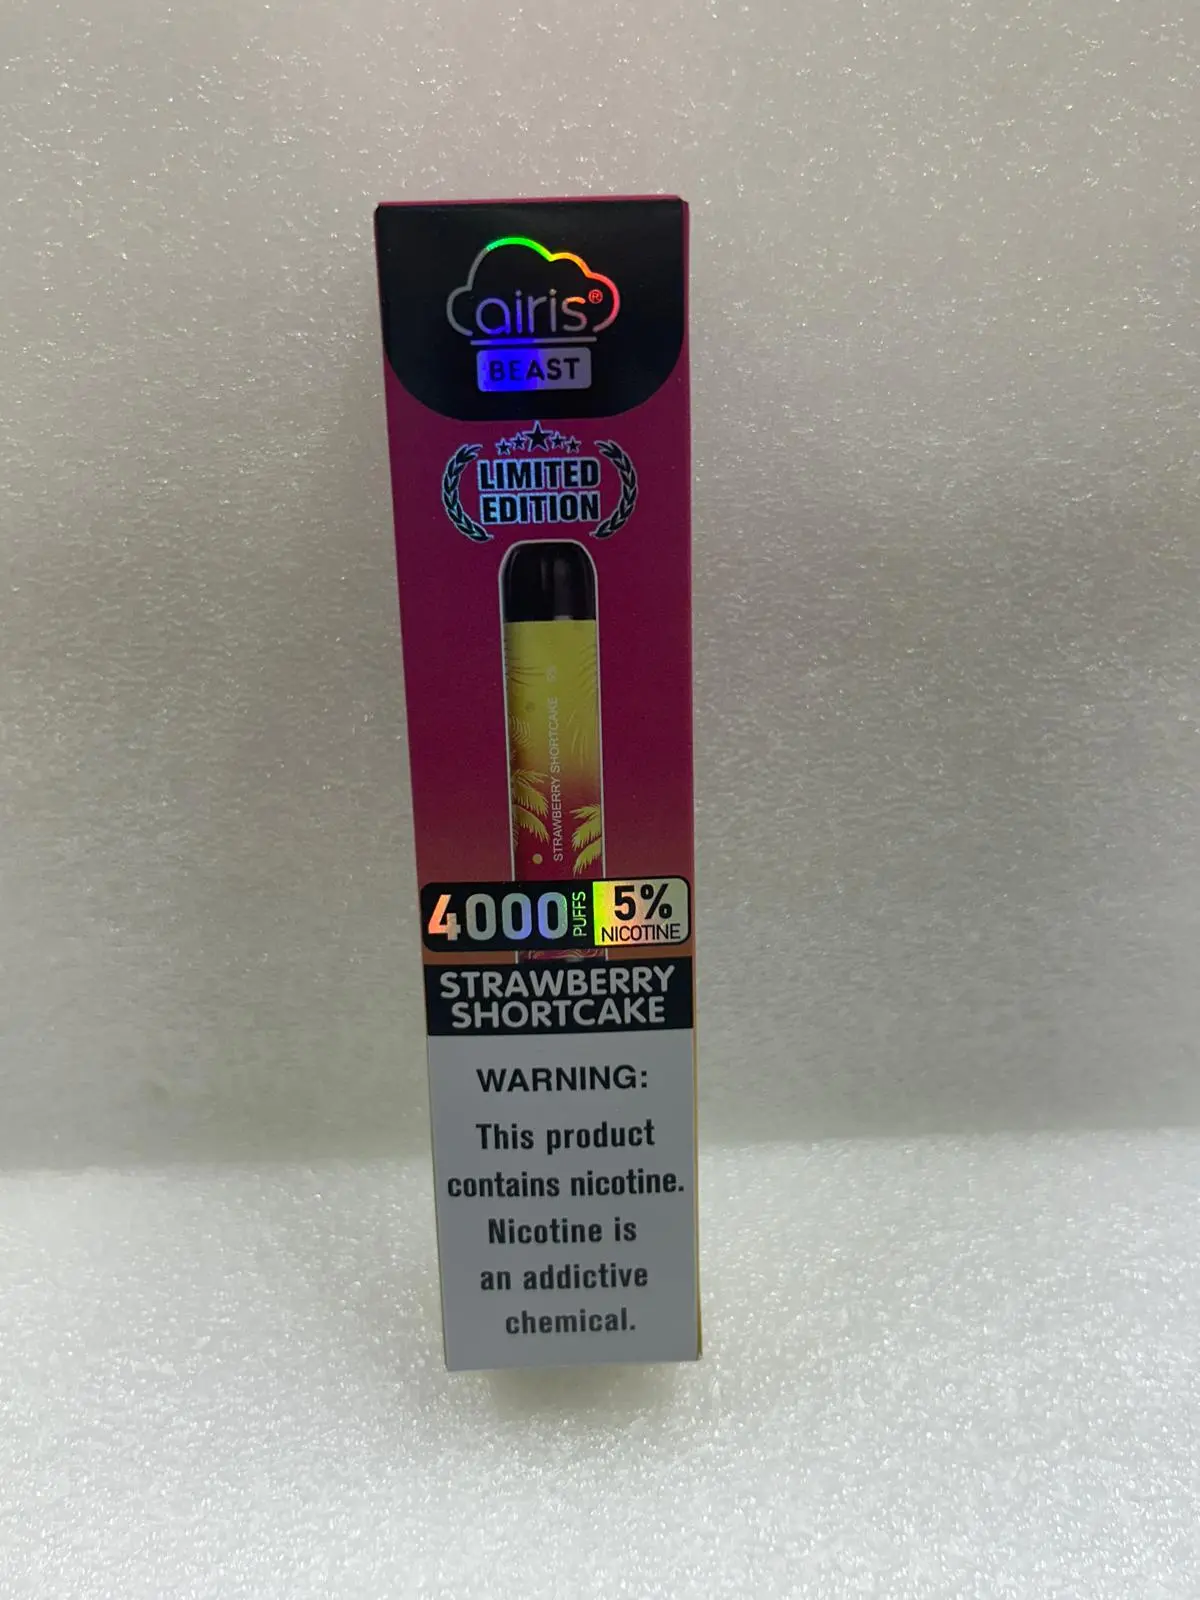 airis®
BEAST
LIMITED
EDITION
STRAWBERRY SHORTCAKE 5%
4000 PUFFS
5%
NICOTINE
STRAWBERRY
SHORTCAKE
WARNING:
This product
contains nicotine.
Nicotine is
an addictive
chemical.